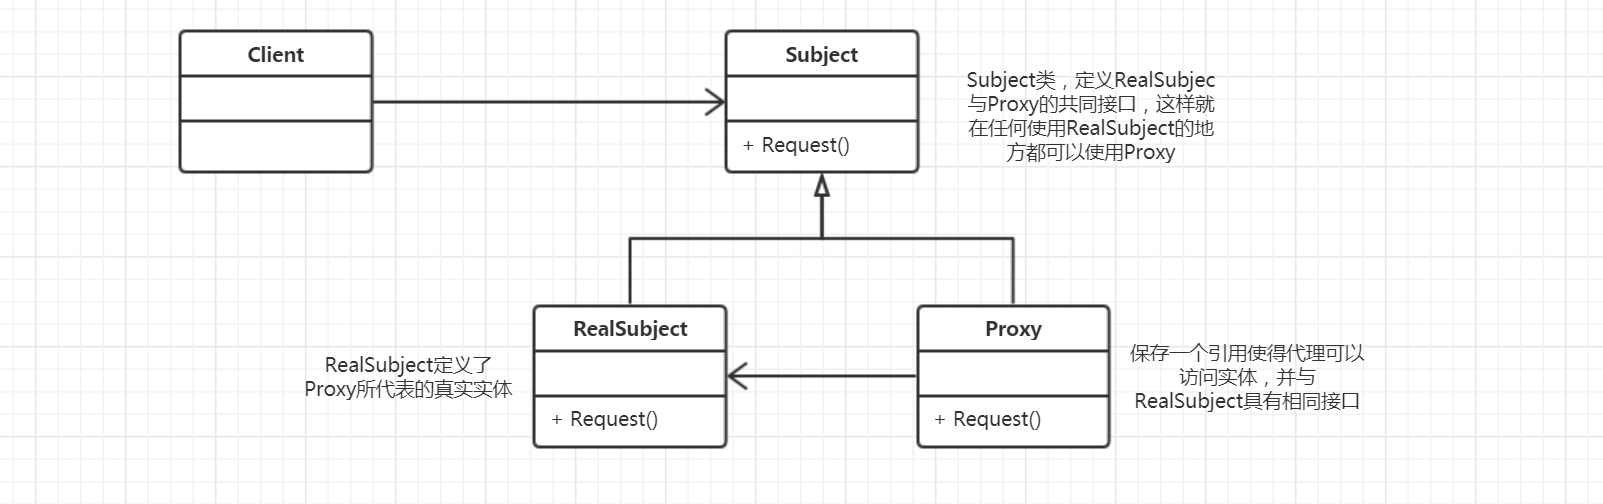 Client
Subject
+ Request()
Subject类，定义RealSubjec
与Proxy的共同接口，这样就
在任何使用RealSubject的地
方都可以使用Proxy
RealSubject定义了
Proxy所代表的真实实体
RealSubject
+ Request()
Proxy
+ Request()
保存一个引用使得代理可以
访问实体，并与
RealSubject具有相同接口